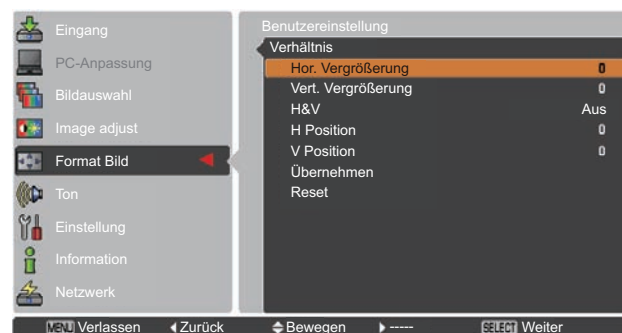 Eingang
PC-Anpassung
Bildauswahl
Image adjust
Format Bild
Ton
Einstellung
Information
Netzwerk
Benutzereinstellung
Verhältnis
Hor. Vergrößerung 0
Vert. Vergrößerung 0
H&V Aus
H Position 0
V Position 0
Übernehmen
Reset
MENU Verlassen Zurück Bewegen ----- SELECT Weiter